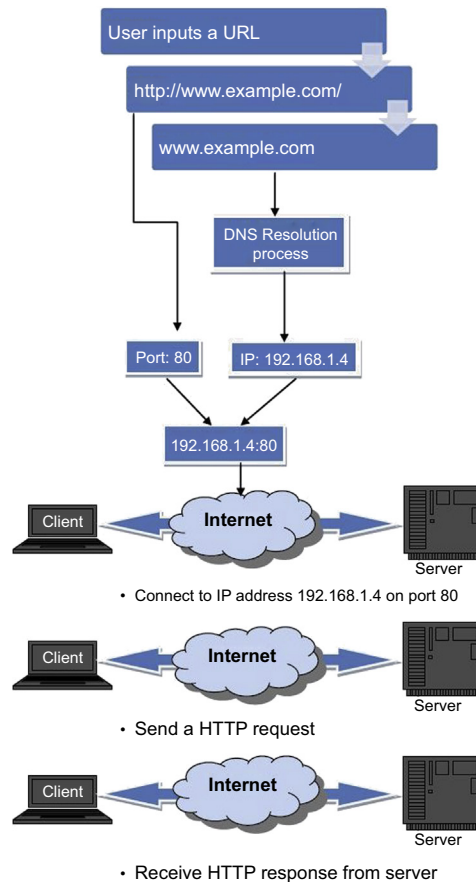 User inputs a URL
http://www.example.com/
www.example.com
DNS Resolution
process
Port: 80
IP: 192.168.1.4
192.168.1.4:80
Client
Internet
Server
• Connect to IP address 192.168.1.4 on port 80
Client
Internet
Server
• Send a HTTP request
Client
Internet
Server
• Receive HTTP response from server